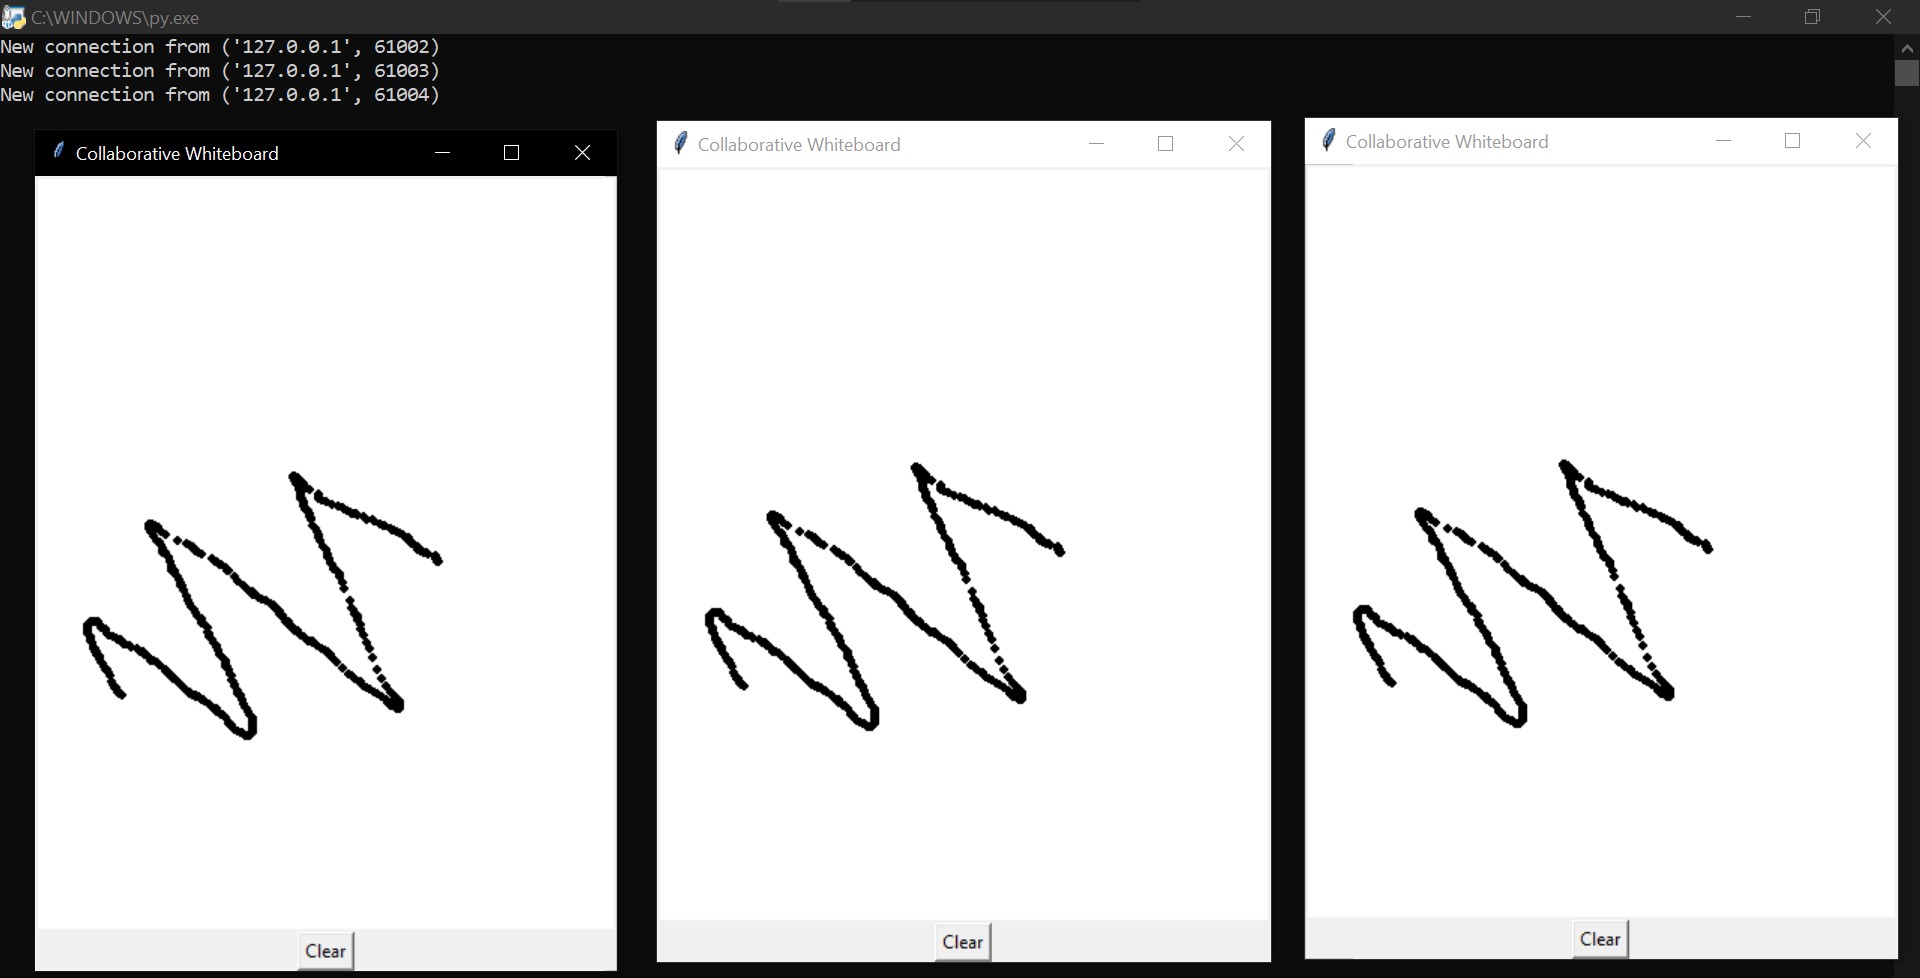 C:\WINDOWS\py.exe
New connection from ('127.0.0.1', 61002)
New connection from ('127.0.0.1', 61003)
New connection from ('127.0.0.1', 61004)
Collaborative Whiteboard
Collaborative Whiteboard
Collaborative Whiteboard
Clear
Clear
Clear